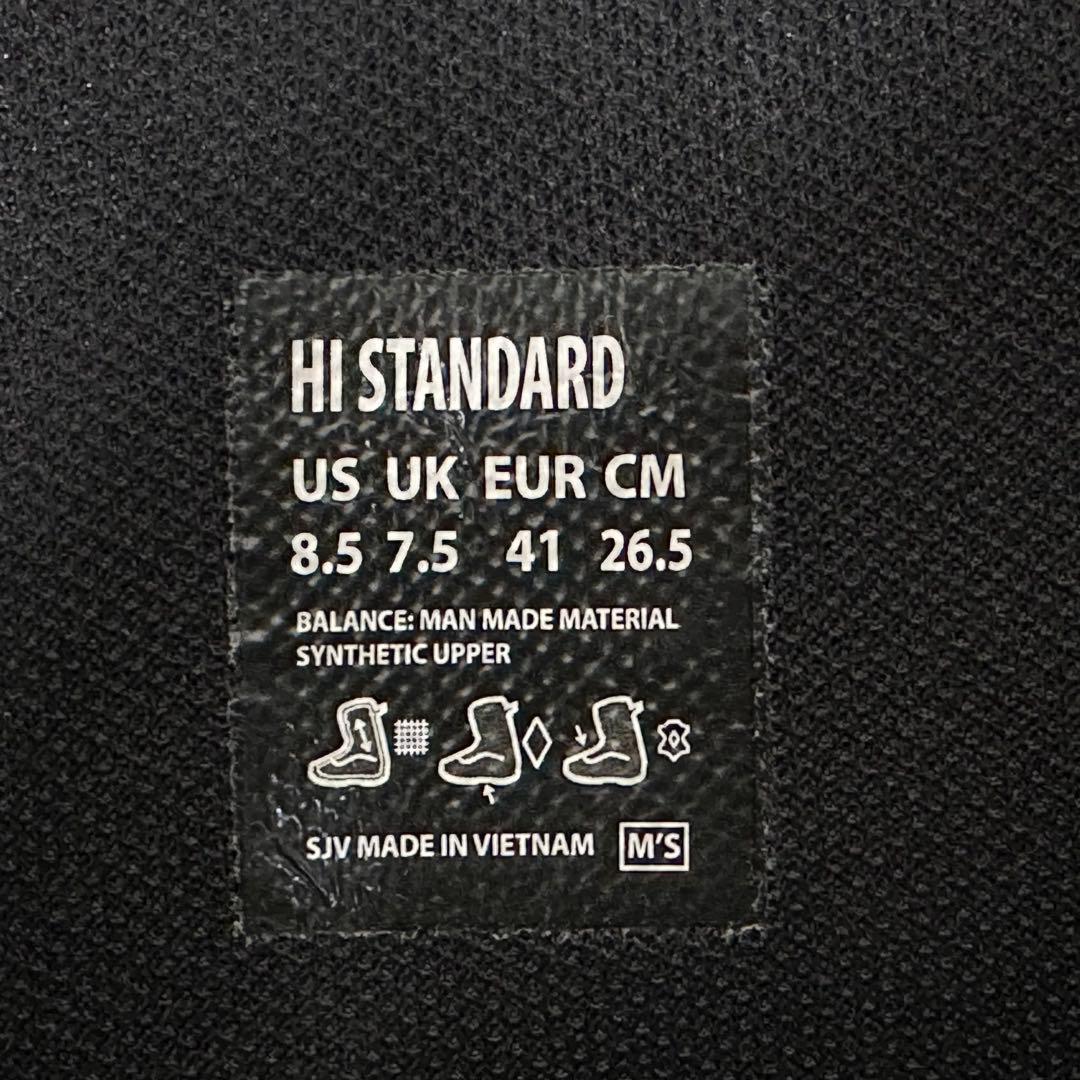 HI STANDARD
US UK EUR CM
8.5 7.5 41 26.5
BALANCE: MAN MADE MATERIAL
SYNTHETIC UPPER
SJV MADE IN VIETNAM M'S